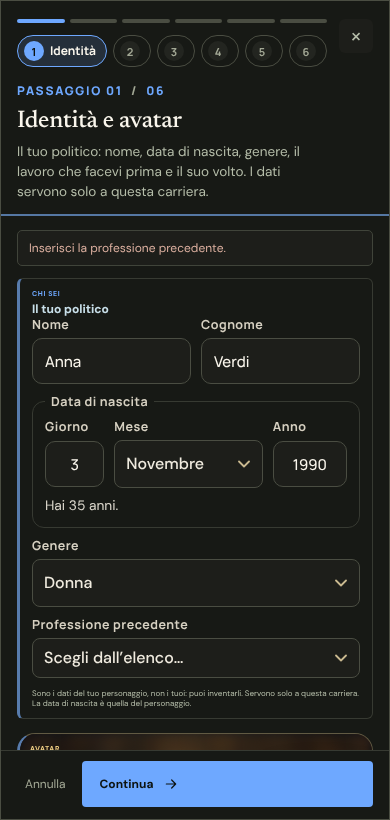 1 Identità 2 3 4 5 6
PASSAGGIO 01 / 06
Identità e avatar
Il tuo politico: nome, data di nascita, genere, il
lavoro che facevi prima e il suo volto. I dati
servono solo a questa carriera.
Inserisci la professione precedente.
CHI SEI
Il tuo politico
Nome Cognome
Anna Verdi
Data di nascita
Giorno Mese Anno
3 Novembre 1990
Hai 35 anni.
Genere
Donna
Professione precedente
Scegli dall'elenco...
Sono i dati del tuo personaggio, non i tuoi: puoi inventarli. Servono solo a questa carriera.
La data di nascita è quella del personaggio.
AVATAR
Annulla Continua →